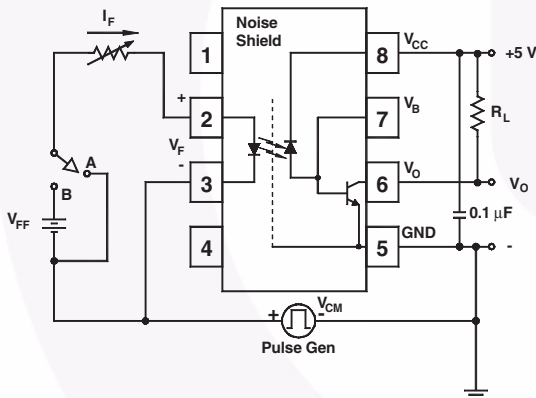 I_F
Noise
Shield
1
8
V_CC
+5 V
+
2
7
V_B
R_L
V_F
A
-
3
6
V_O
V_O
B
V_FF
0.1 µF
4
5
GND
-
+
V_CM
-
Pulse Gen